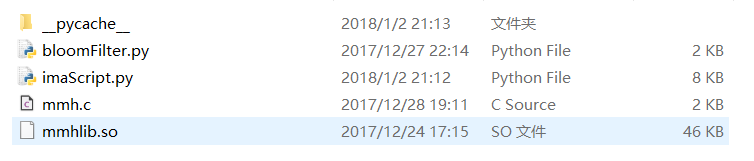 __pycache__ 2018/1/2 21:13 文件夹
bloomFilter.py 2017/12/27 22:14 Python File 2 KB
imaScript.py 2018/1/2 21:12 Python File 8 KB
mmh.c 2017/12/28 19:11 C Source 2 KB
mmhlib.so 2017/12/24 17:15 SO 文件 46 KB